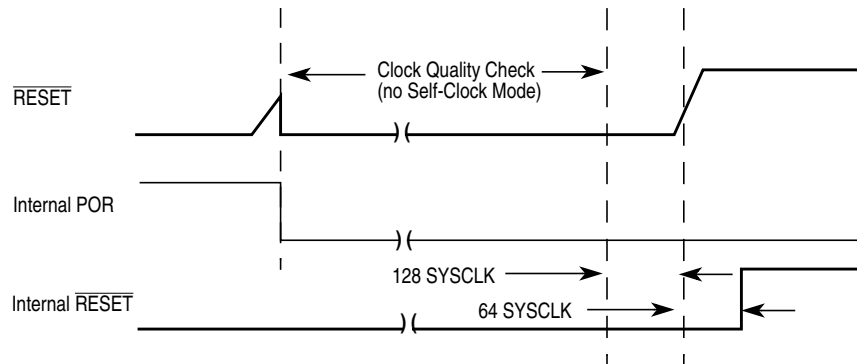 Clock Quality Check
(no Self-Clock Mode)
RESET
Internal POR
128 SYSCLK
Internal RESET
64 SYSCLK